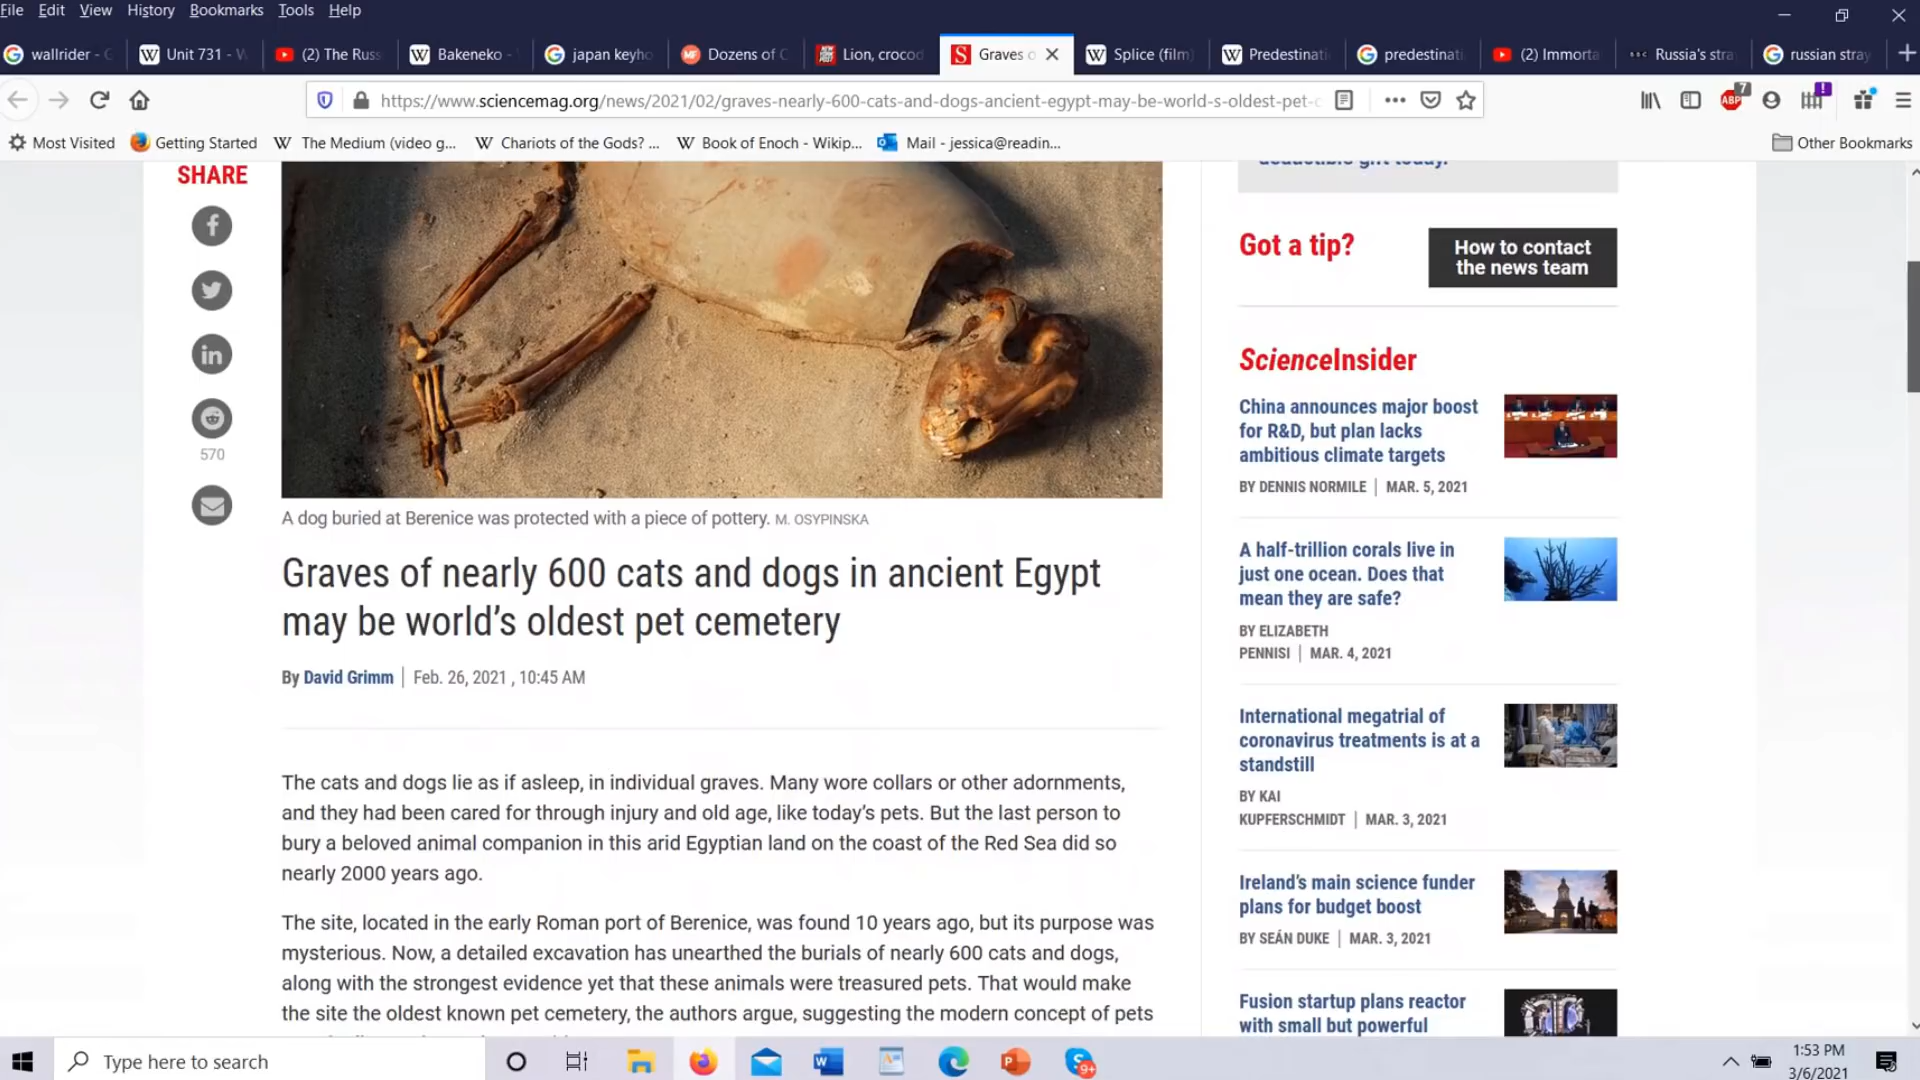 File Edit View History Bookmarks Tools Help
wallrider - G
Unit 731 - W
(2) The Russ
Bakeneko -
japan keyho
Dozens of C
Lion, crocod
Graves o
Splice (film)
Predestinati
predestinati
(2) Immorta
Russia's stra
russian stray
https://www.sciencemag.org/news/2021/02/graves-nearly-600-cats-and-dogs-ancient-egypt-may-be-world-s-oldest-pet-c
ABP
7
Most Visited
Getting Started
The Medium (video g...
Chariots of the Gods? ...
Book of Enoch - Wikip...
Mail - jessica@readin...
Other Bookmarks
SHARE
570
A dog buried at Berenice was protected with a piece of pottery. M. OSYPINSKA
Graves of nearly 600 cats and dogs in ancient Egypt
may be world's oldest pet cemetery
By David Grimm | Feb. 26, 2021 , 10:45 AM
The cats and dogs lie as if asleep, in individual graves. Many wore collars or other adornments,
and they had been cared for through injury and old age, like today's pets. But the last person to
bury a beloved animal companion in this arid Egyptian land on the coast of the Red Sea did so
nearly 2000 years ago.
The site, located in the early Roman port of Berenice, was found 10 years ago, but its purpose was
mysterious. Now, a detailed excavation has unearthed the burials of nearly 600 cats and dogs,
along with the strongest evidence yet that these animals were treasured pets. That would make
the site the oldest known pet cemetery, the authors argue, suggesting the modern concept of pets
deductible gift today.
Got a tip?
How to contact
the news team
ScienceInsider
China announces major boost
for R&D, but plan lacks
ambitious climate targets
BY DENNIS NORMILE | MAR. 5, 2021
A half-trillion corals live in
just one ocean. Does that
mean they are safe?
BY ELIZABETH
PENNISI | MAR. 4, 2021
International megatrial of
coronavirus treatments is at a
standstill
BY KAI
KUPFERSCHMIDT | MAR. 3, 2021
Ireland's main science funder
plans for budget boost
BY SEÁN DUKE | MAR. 3, 2021
Fusion startup plans reactor
with small but powerful
Type here to search
9+
1:53 PM
3/6/2021